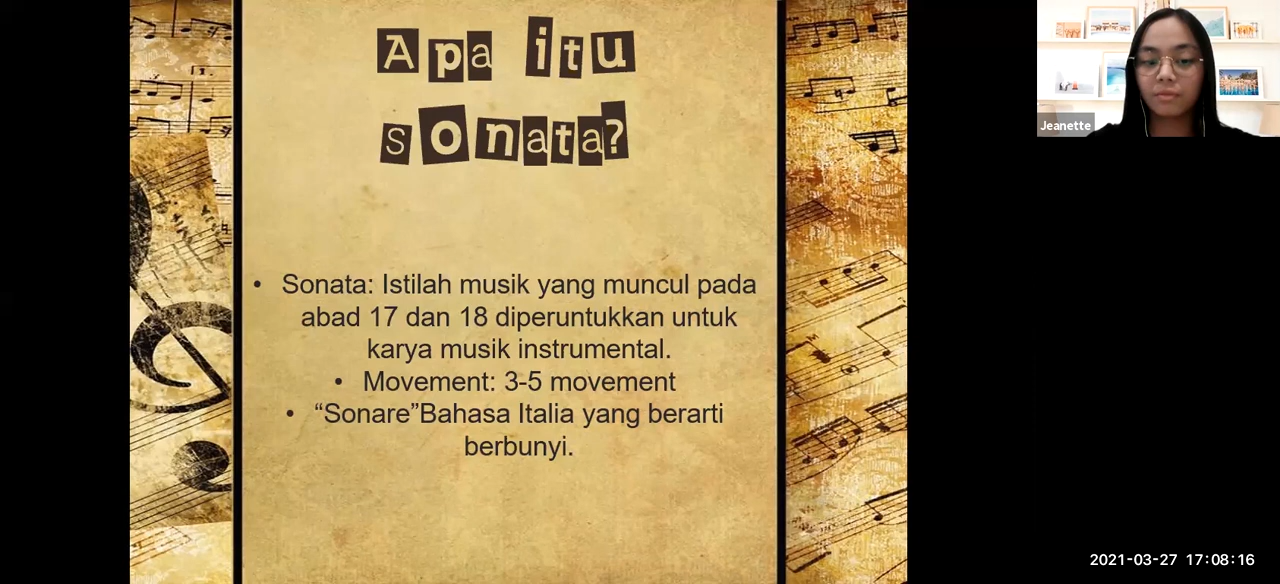 Apa itu
sonata?
• Sonata: Istilah musik yang muncul pada
abad 17 dan 18 diperuntukkan untuk
karya musik instrumental.
• Movement: 3-5 movement
• “Sonare”Bahasa Italia yang berarti
berbunyi.
Jeanette
2021-03-27 17:08:16